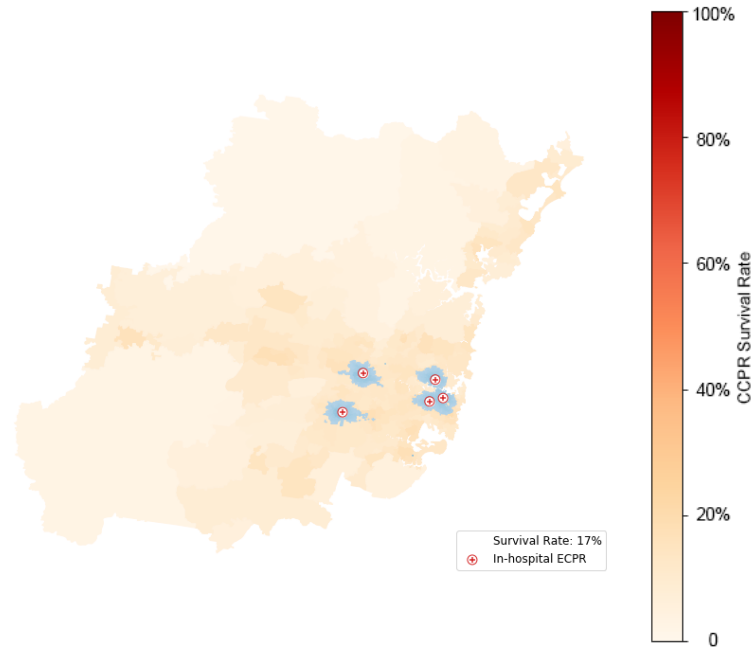 100%
80%
60%
40%
20%
0
CCPR Survival Rate
Survival Rate: 17%
In-hospital ECPR